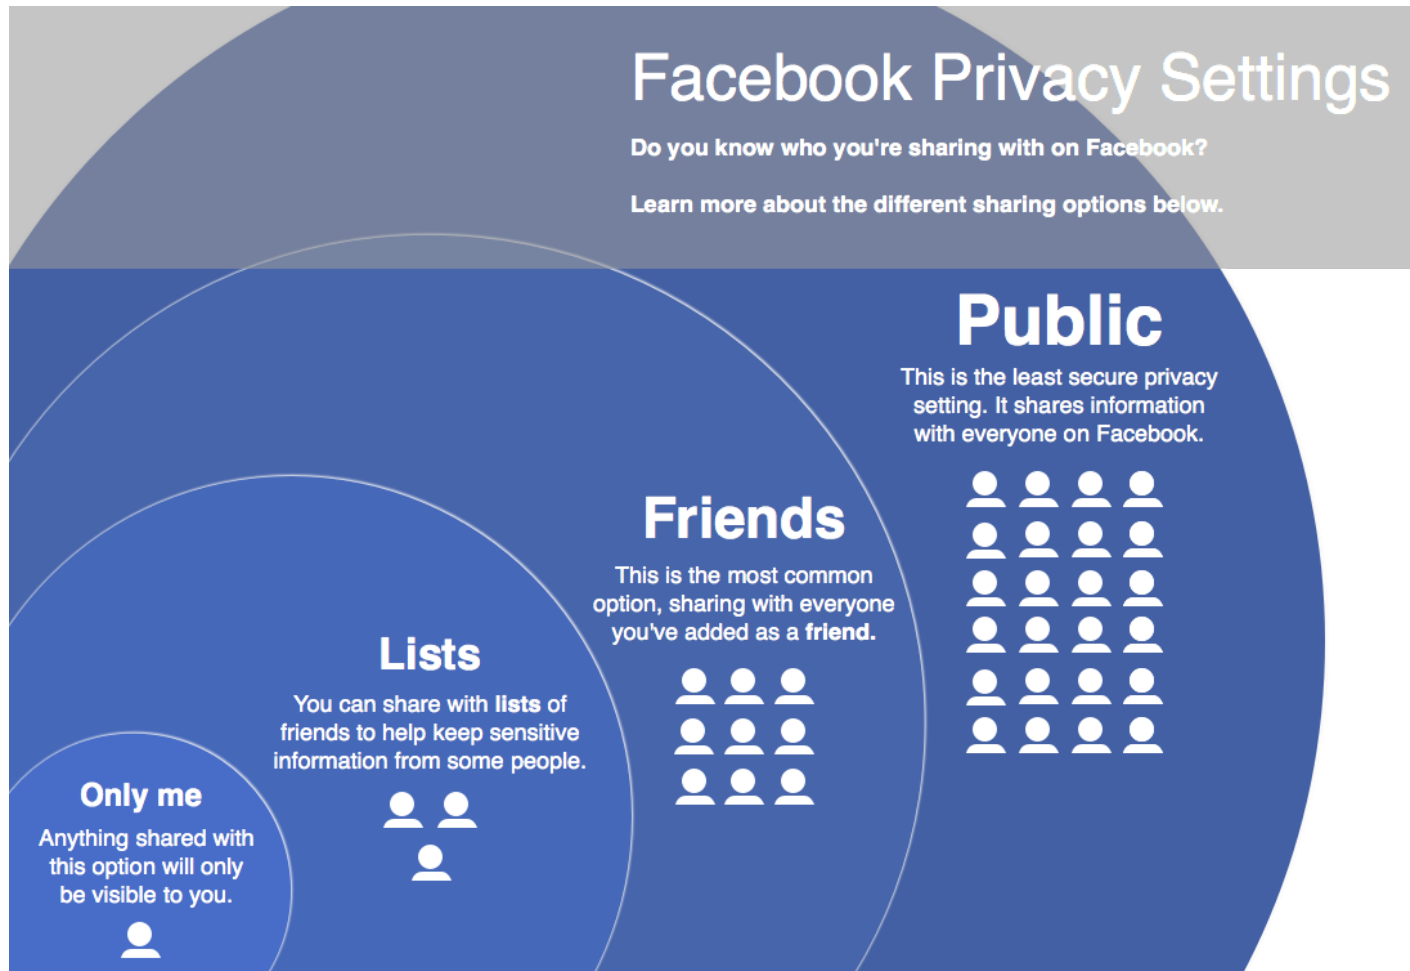 Facebook Privacy Settings
Do you know who you're sharing with on Facebook?
Learn more about the different sharing options below.
Public
This is the least secure privacy
setting. It shares information
with everyone on Facebook.
Friends
This is the most common
option, sharing with everyone
you've added as a friend.
Lists
You can share with lists of
friends to help keep sensitive
information from some people.
Only me
Anything shared with
this option will only
be visible to you.